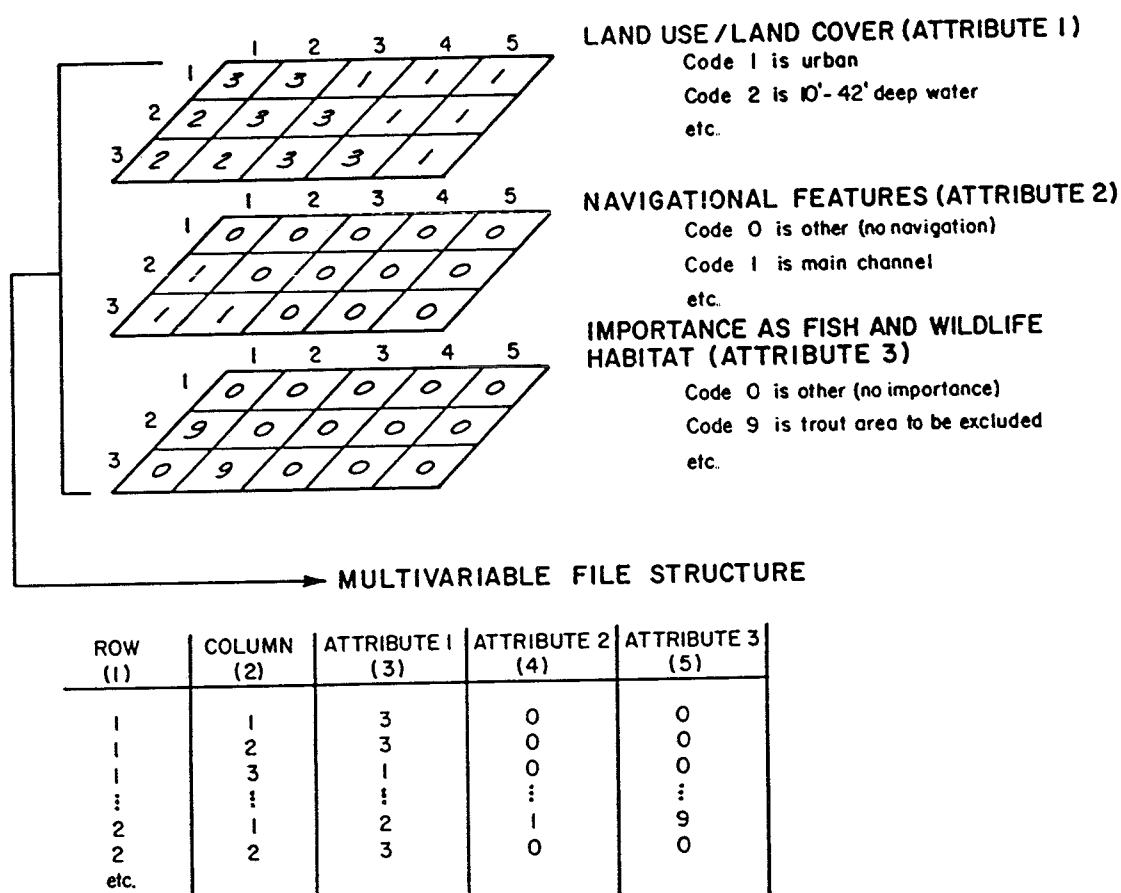 LAND USE/LAND COVER (ATTRIBUTE 1)
Code 1 is urban
Code 2 is 10'-42' deep water
etc.
1 2 3 4 5
1 3 3 1 1 1
2 2 3 3 1 1
3 2 2 3 3 1
NAVIGATIONAL FEATURES (ATTRIBUTE 2)
Code 0 is other (no navigation)
Code 1 is main channel
etc.
1 2 3 4 5
1 0 0 0 0 0
2 1 0 0 0 0
3 1 1 0 0 0
IMPORTANCE AS FISH AND WILDLIFE
HABITAT (ATTRIBUTE 3)
Code 0 is other (no importance)
Code 9 is trout area to be excluded
etc.
1 2 3 4 5
1 0 0 0 0 0
2 9 0 0 0 0
3 0 9 0 0 0
MULTIVARIABLE FILE STRUCTURE
ROW COLUMN ATTRIBUTE 1 ATTRIBUTE 2 ATTRIBUTE 3
(1) (2) (3) (4) (5)
1 1 3 0 0
1 2 3 0 0
1 3 1 0 0
⋮ ⋮ ⋮ ⋮ ⋮
2 1 2 1 9
2 2 3 0 0
etc.